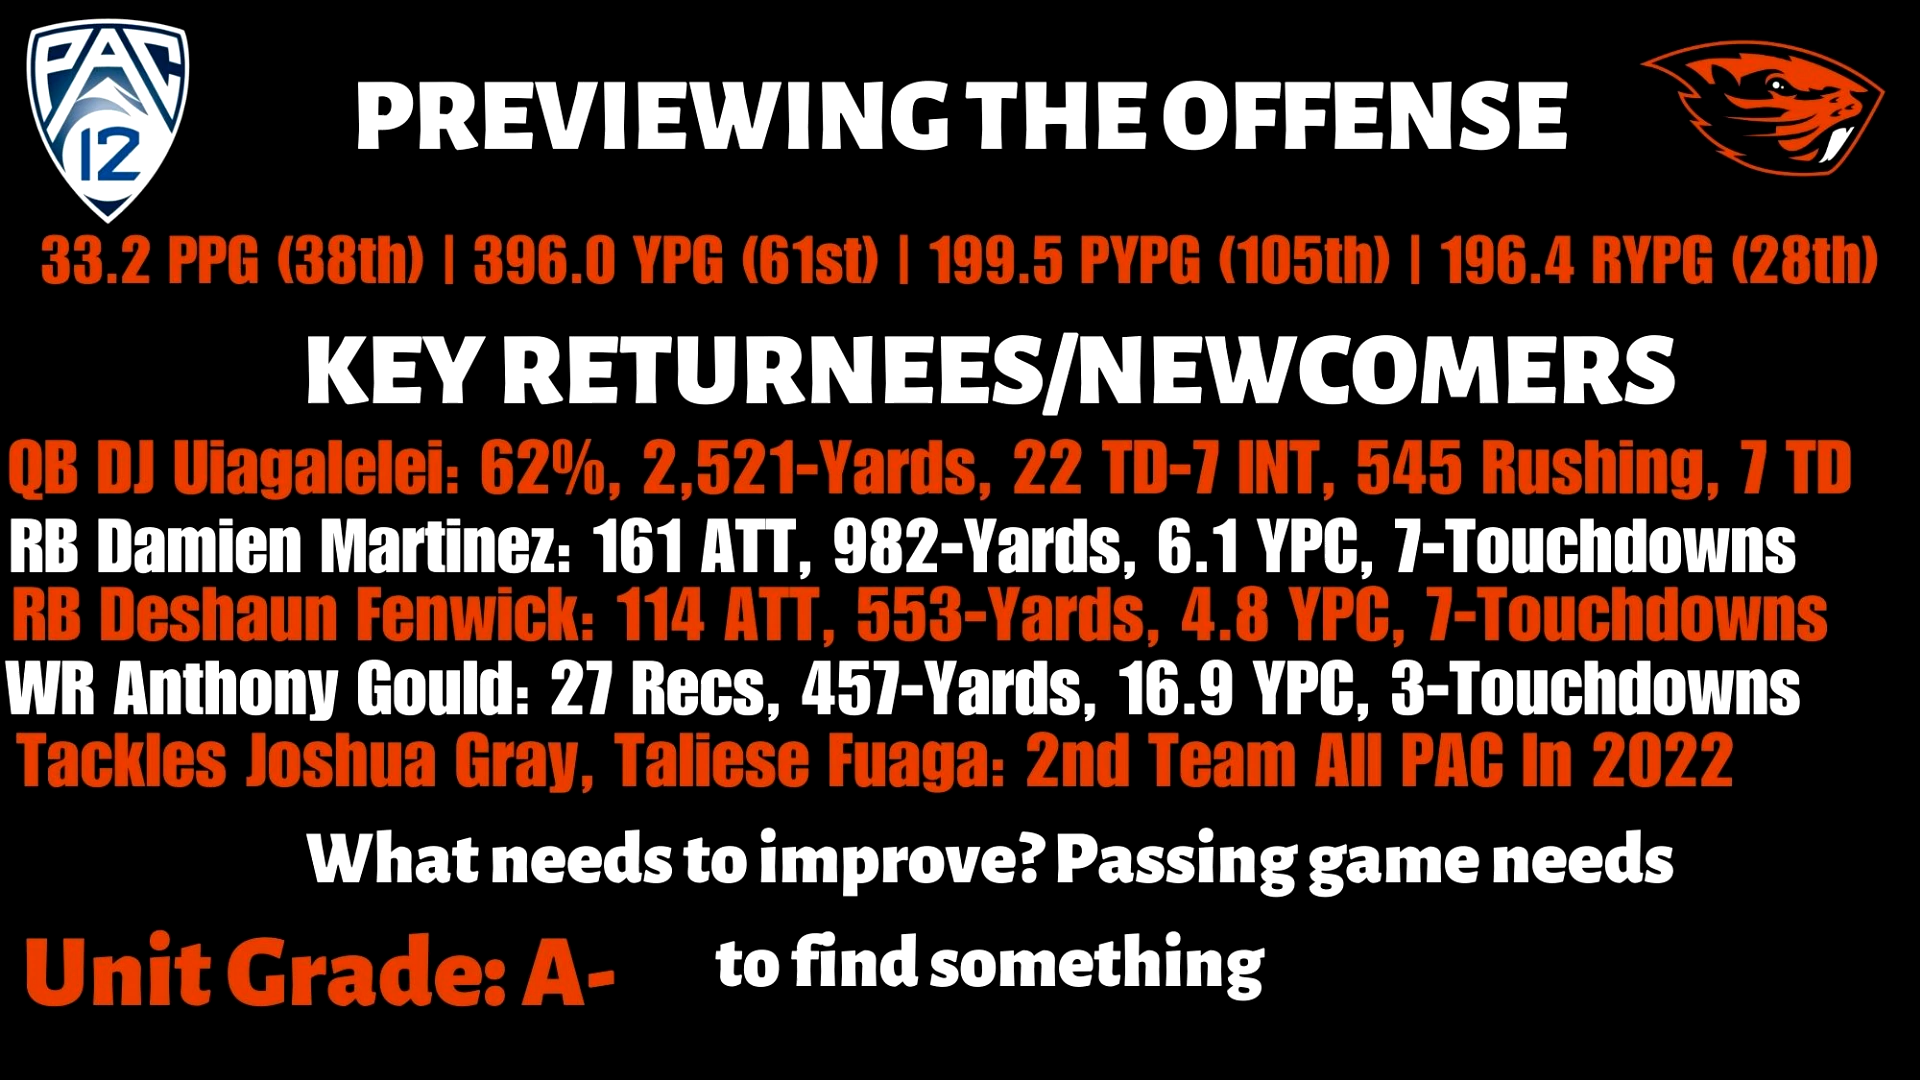 PAC
12
PREVIEWING THE OFFENSE
33.2 PPG (38th) | 396.0 YPG (61st) | 199.5 PYPG (105th) | 196.4 RYPG (28th)
KEY RETURNEES/NEWCOMERS
QB DJ Uiagalelei: 62%, 2,521-Yards, 22 TD-7 INT, 545 Rushing, 7 TD
RB Damien Martinez: 161 ATT, 982-Yards, 6.1 YPC, 7-Touchdowns
RB Deshaun Fenwick: 114 ATT, 553-Yards, 4.8 YPC, 7-Touchdowns
WR Anthony Gould: 27 Recs, 457-Yards, 16.9 YPC, 3-Touchdowns
Tackles Joshua Gray, Taliese Fuaga: 2nd Team All PAC In 2022
What needs to improve? Passing game needs
to find something
Unit Grade: A-